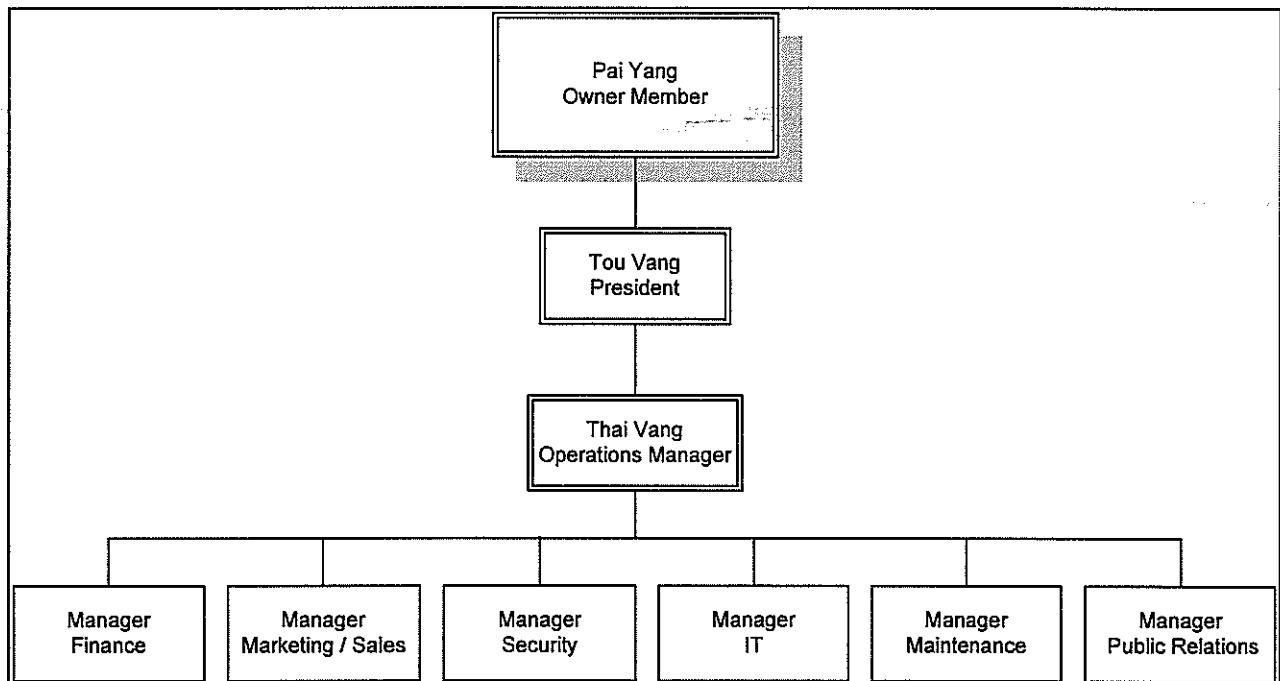 Pai Yang
Owner Member
Tou Vang
President
Thai Vang
Operations Manager
Manager
Finance
Manager
Marketing / Sales
Manager
Security
Manager
IT
Manager
Maintenance
Manager
Public Relations